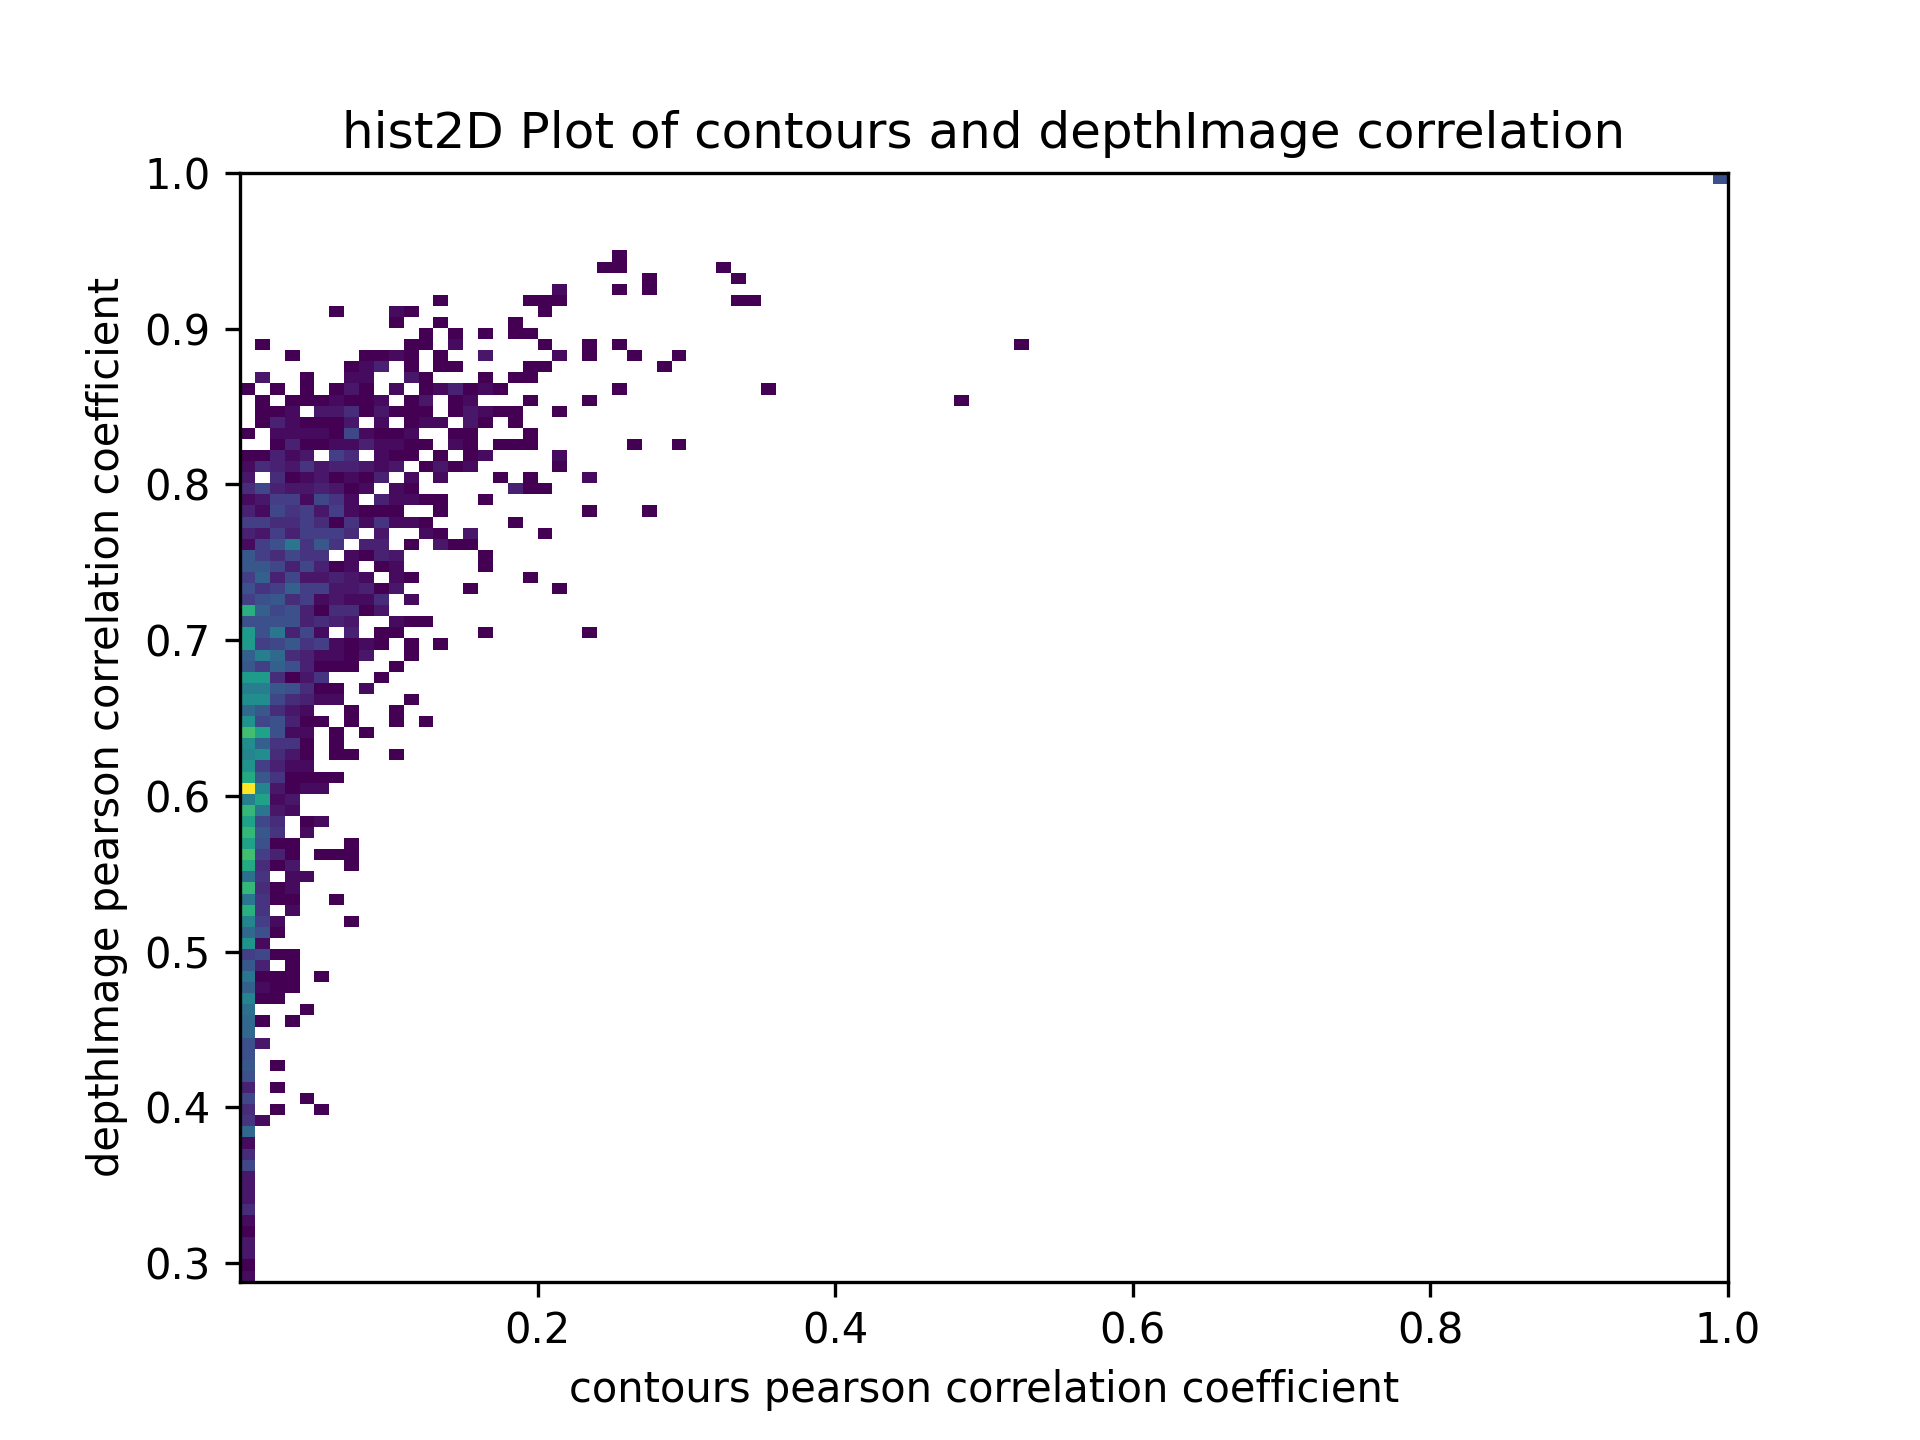 hist2D Plot of contours and depthImage correlation
1.0
0.9
0.8
0.7
0.6
0.5
0.4
0.3
depthImage pearson correlation coefficient
0.2 0.4 0.6 0.8 1.0
contours pearson correlation coefficient